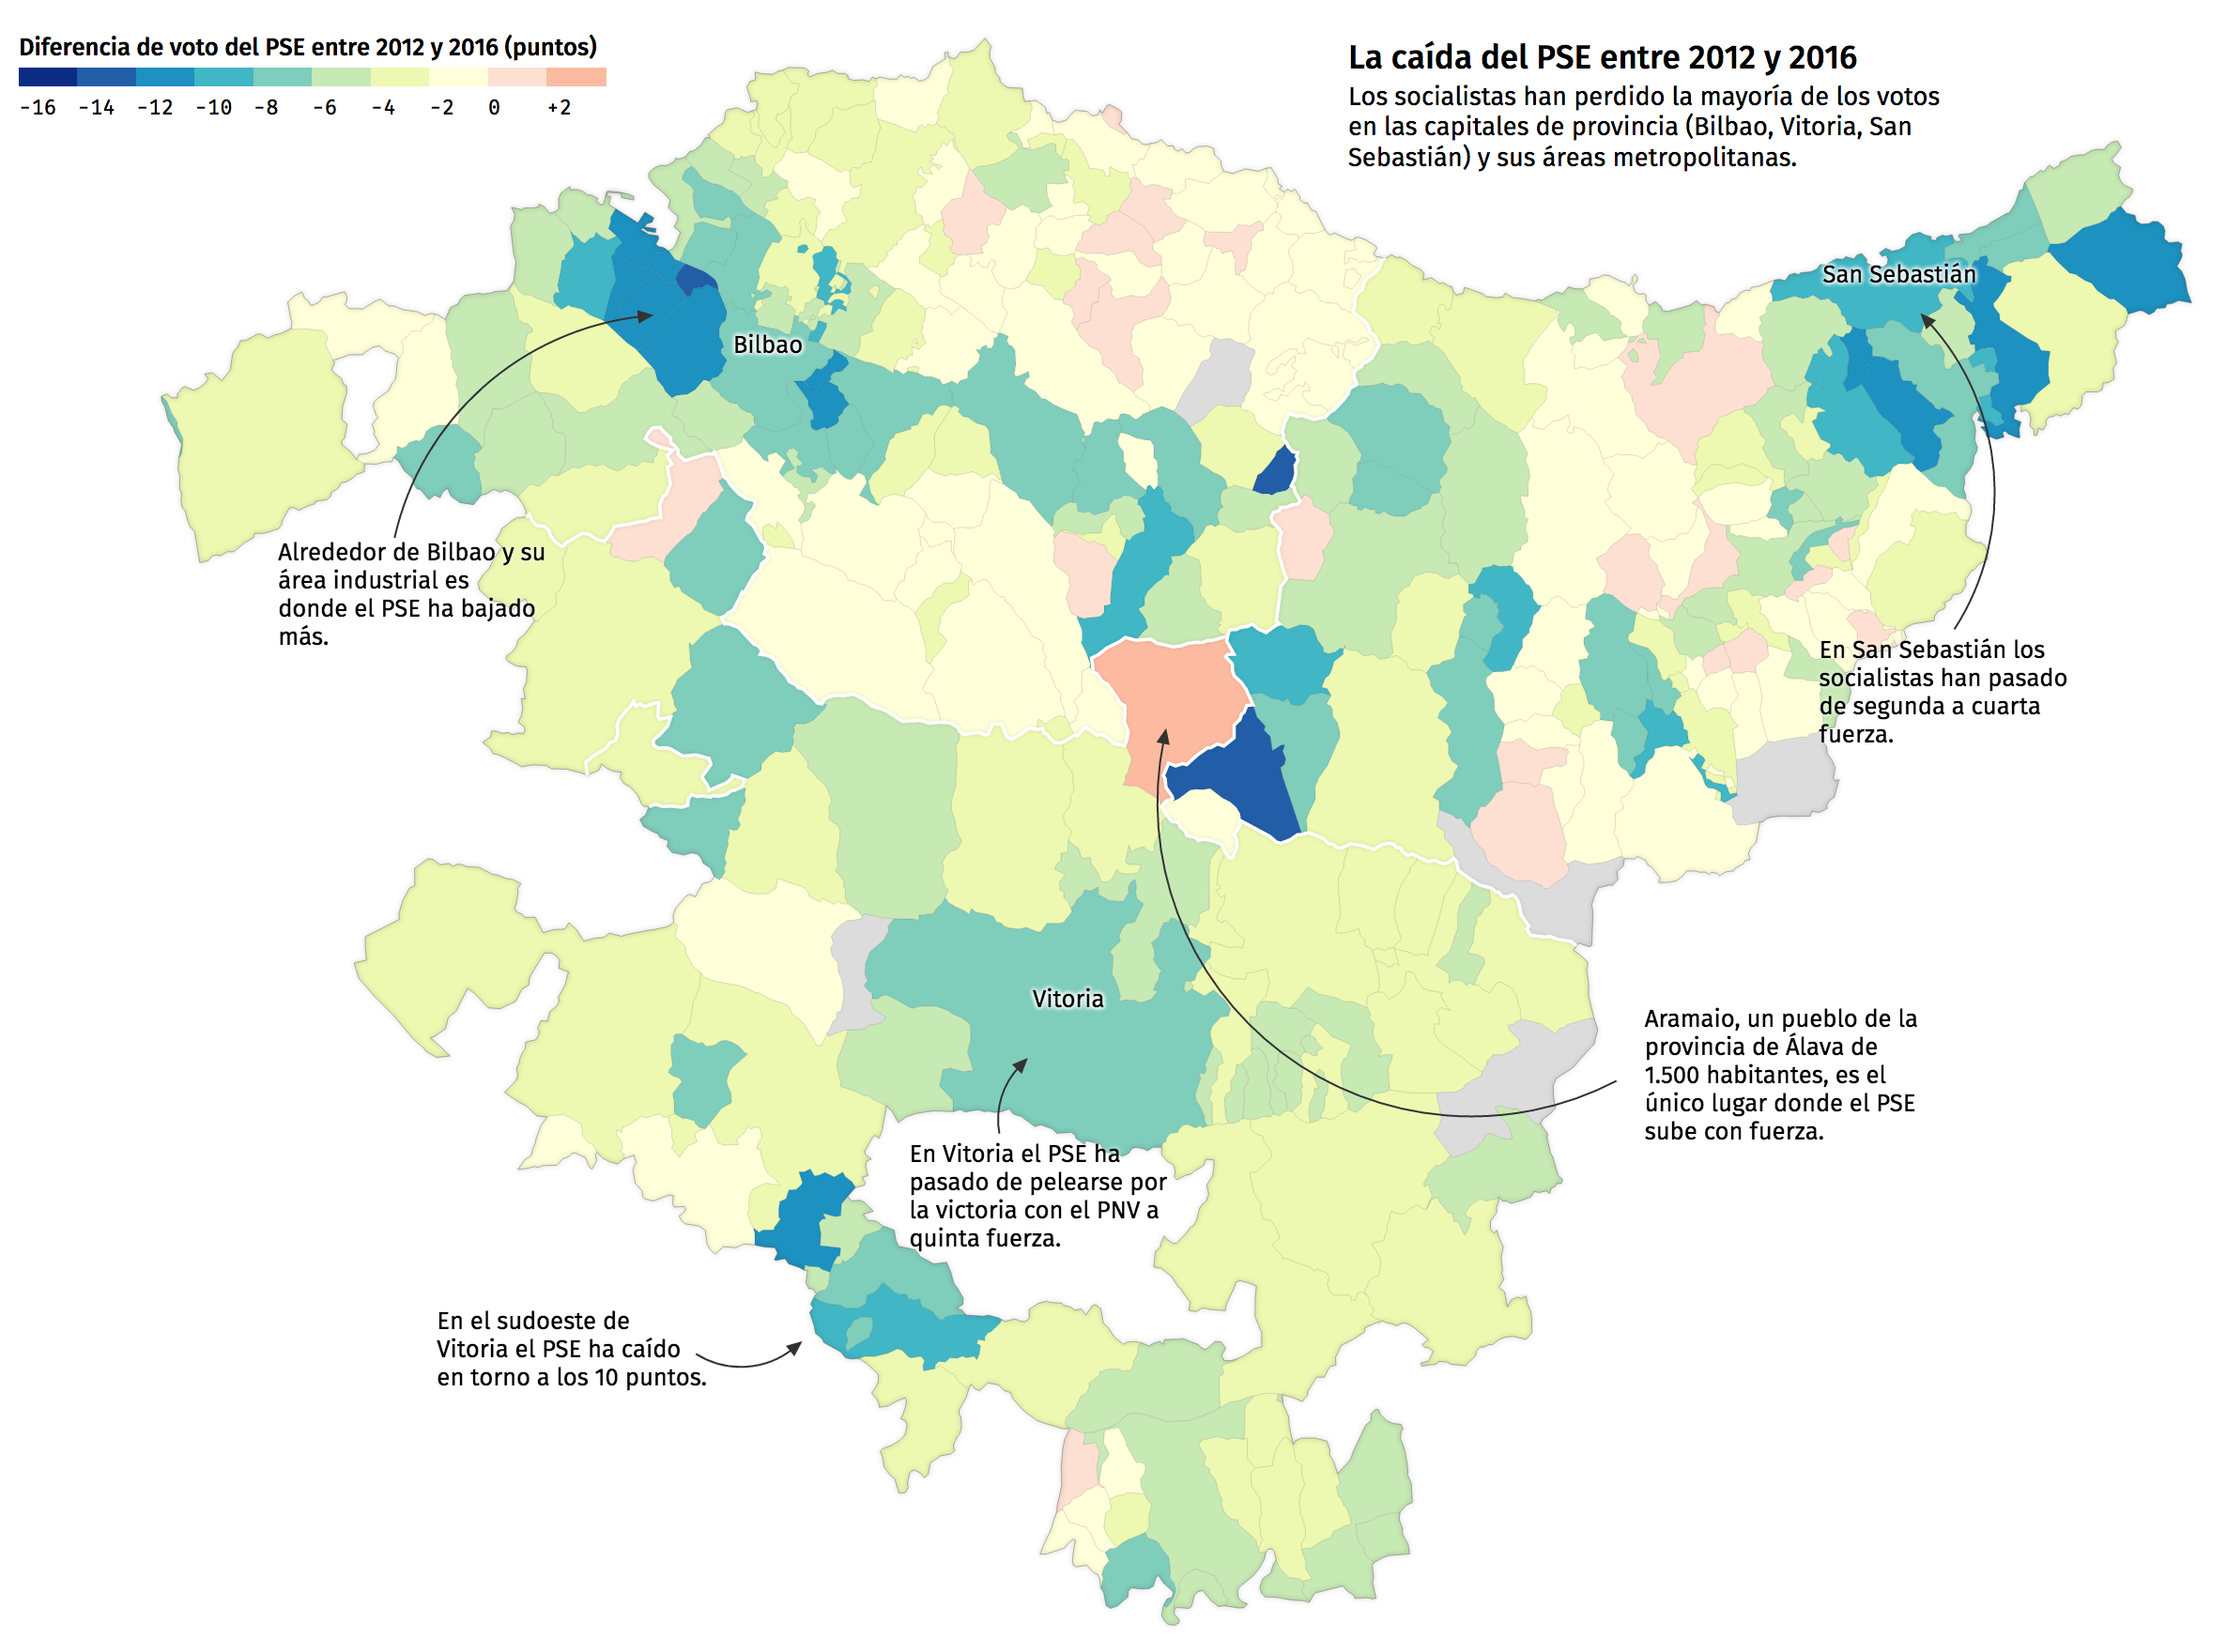 Diferencia de voto del PSE entre 2012 y 2016 (puntos)
-16 -14 -12 -10 -8 -6 -4 -2 0 +2
La caída del PSE entre 2012 y 2016
Los socialistas han perdido la mayoría de los votos
en las capitales de provincia (Bilbao, Vitoria, San
Sebastián) y sus áreas metropolitanas.
San Sebastián
Bilbao
Alrededor de Bilbao y su
área industrial es
donde el PSE ha bajado
más.
En San Sebastián los
socialistas han pasado
de segunda a cuarta
fuerza.
Vitoria
Aramaio, un pueblo de la
provincia de Álava de
1.500 habitantes, es el
único lugar donde el PSE
sube con fuerza.
En Vitoria el PSE ha
pasado de pelearse por
la victoria con el PNV a
quinta fuerza.
En el sudoeste de
Vitoria el PSE ha caído
en torno a los 10 puntos.